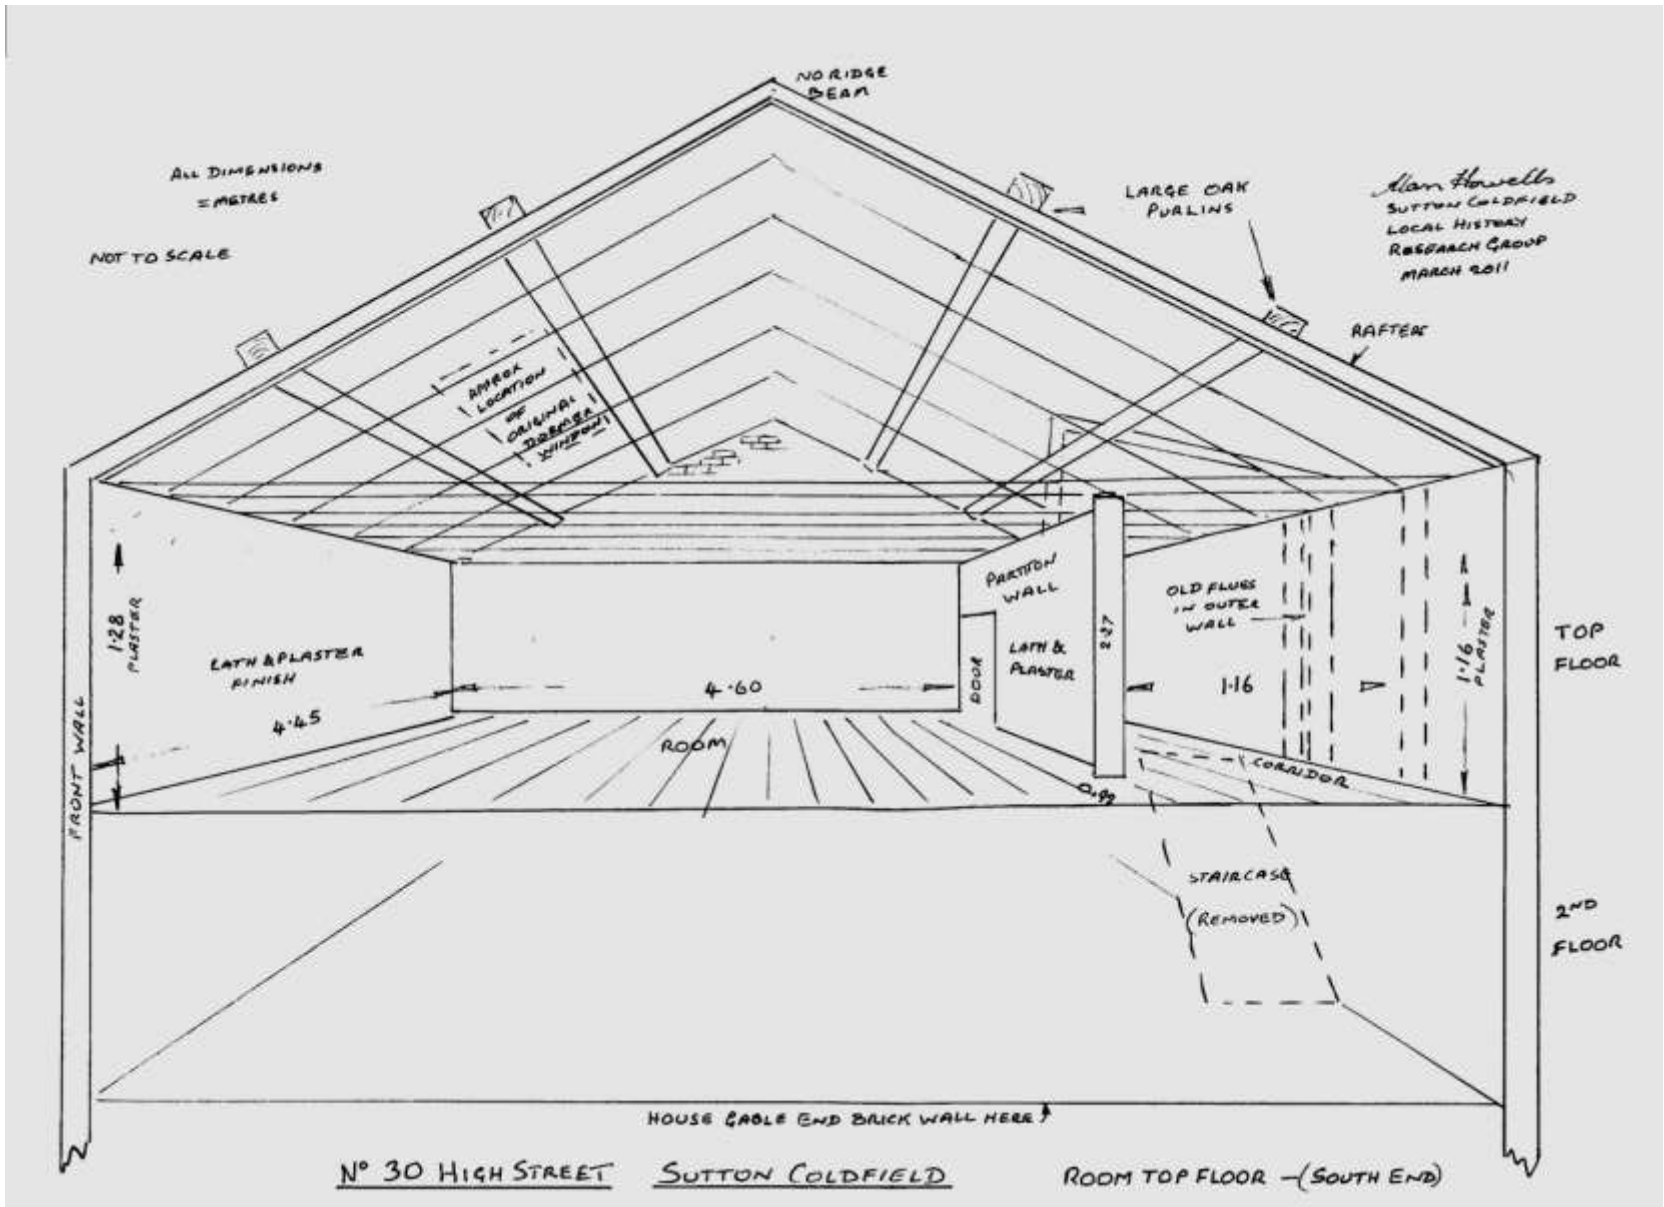 NO RIDGE
BEAM
ALL DIMENSIONS
= METRES
NOT TO SCALE
LARGE OAK
PURLINS
Alan Howells
SUTTON COLDFIELD
LOCAL HISTORY
RESEARCH GROUP
MARCH 2011
RAFTERS
APPROX
LOCATION
OF
ORIGINAL
DORMER
WINDOW
1.28
PLASTER
LATH & PLASTER
FINISH
4.45
FRONT WALL
4.60
ROOM
DOOR
PARTITION
WALL
LATH &
PLASTER
2.27
OLD FLUES
IN OUTER
WALL
1.16
1.16
PLASTER
0.99
CORRIDOR
TOP
FLOOR
STAIRCASE
(REMOVED)
2ND
FLOOR
HOUSE GABLE END BRICK WALL HERE
No 30 HIGH STREET SUTTON COLDFIELD ROOM TOP FLOOR - (SOUTH END)